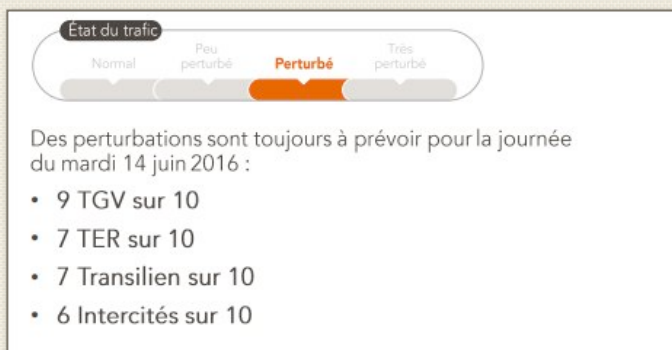 État du trafic
Normal
Peu
perturbé
Perturbé
Très
perturbé
Des perturbations sont toujours à prévoir pour la journée
du mardi 14 juin 2016 :
• 9 TGV sur 10
• 7 TER sur 10
• 7 Transilien sur 10
• 6 Intercités sur 10